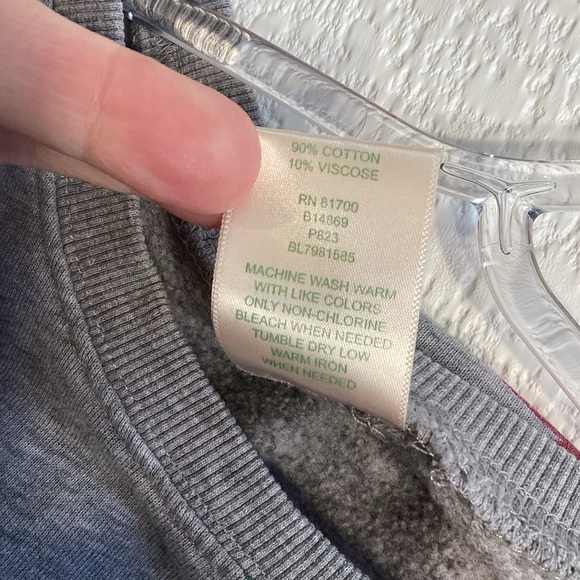 90% COTTON
10% VISCOSE
RN 81700
B14869
P623
BL7981585
MACHINE WASH WARM
WITH LIKE COLORS
ONLY NON-CHLORINE
BLEACH WHEN NEEDED
TUMBLE DRY LOW
WARM IRON
WHEN NEEDED